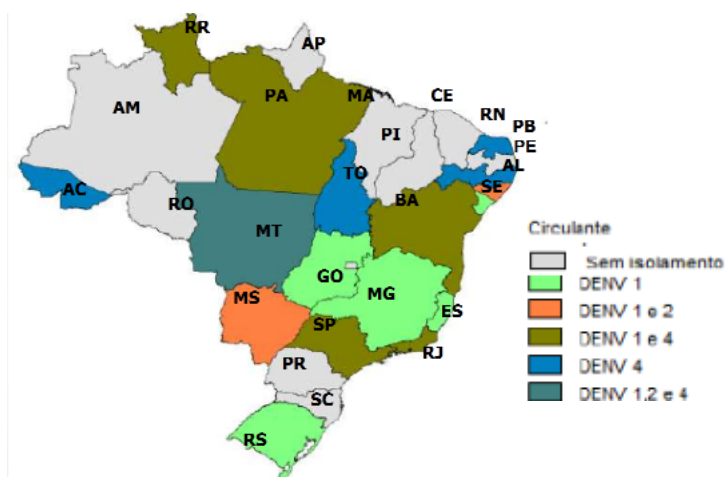 RR
AP
AM
PA
MA
CE
RN
PB
PE
PI
AL
TO
SE
AC
RO
BA
MT
GO
MG
MS
ES
SP
RJ
PR
SC
RS
Circulante
Sem isolamento
DENV 1
DENV 1 e 2
DENV 1 e 4
DENV 4
DENV 1,2 e 4